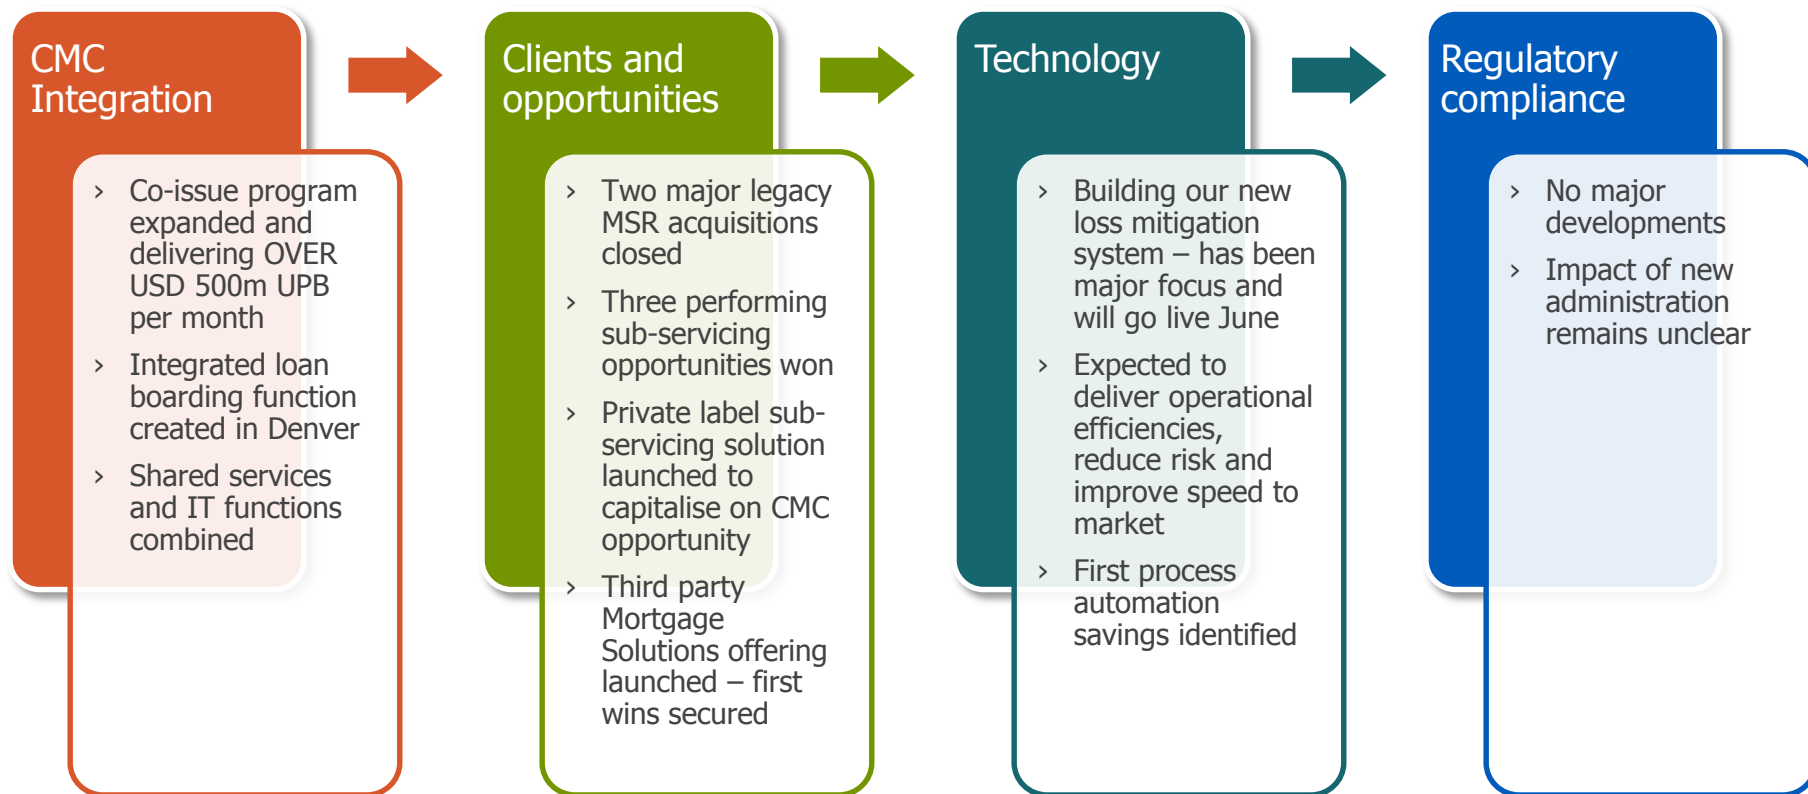 CMC
Integration
› Co-issue program
expanded and
delivering OVER
USD 500m UPB
per month
› Integrated loan
boarding function
created in Denver
› Shared services
and IT functions
combined
Clients and
opportunities
› Two major legacy
MSR acquisitions
closed
› Three performing
sub-servicing
opportunities won
› Private label sub-
servicing solution
launched to
capitalise on CMC
opportunity
› Third party
Mortgage
Solutions offering
launched – first
wins secured
Technology
› Building our new
loss mitigation
system – has been
major focus and
will go live June
› Expected to
deliver operational
efficiencies,
reduce risk and
improve speed to
market
› First process
automation
savings identified
Regulatory
compliance
› No major
developments
› Impact of new
administration
remains unclear